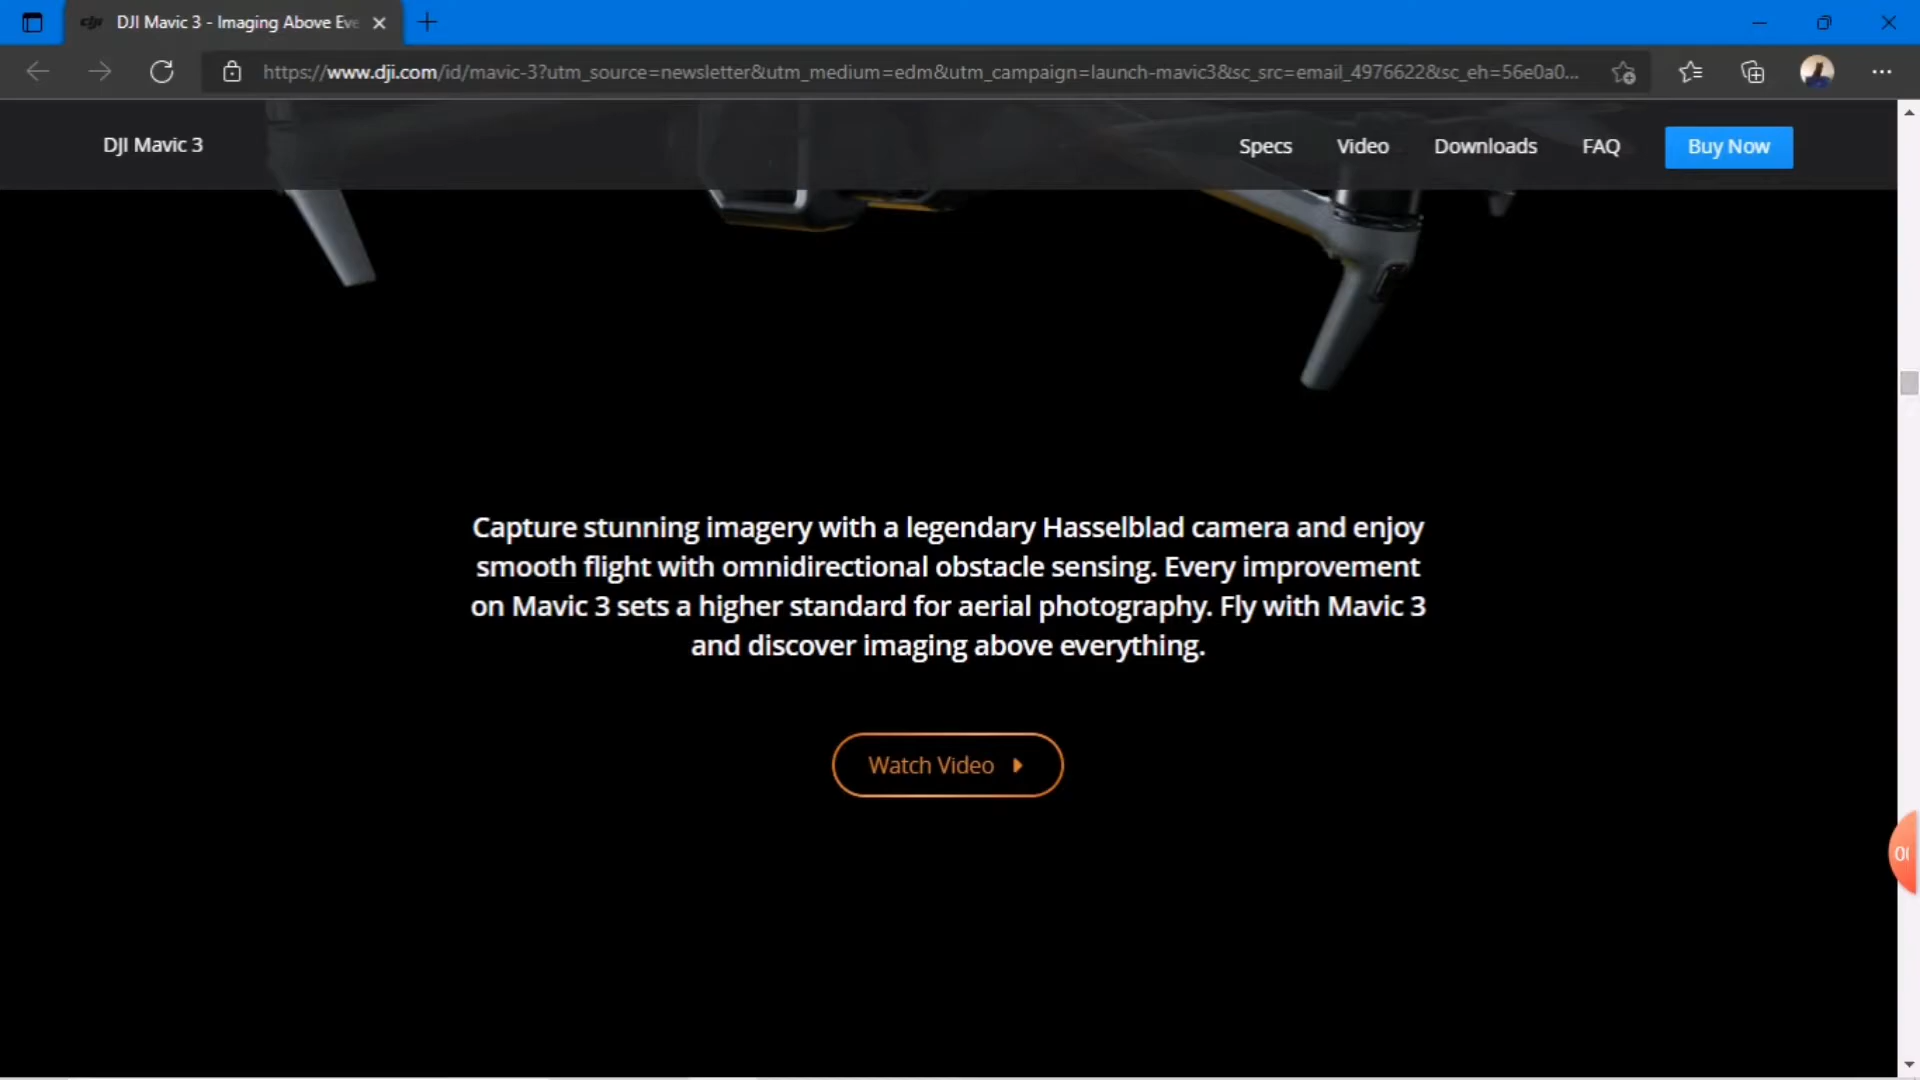 dji DJI Mavic 3 - Imaging Above Eve
https://www.dji.com/id/mavic-3?utm_source=newsletter&utm_medium=edm&utm_campaign=launch-mavic3&sc_src=email_4976622&sc_eh=56e0a0...
DJI Mavic 3 Specs Video Downloads FAQ Buy Now
Capture stunning imagery with a legendary Hasselblad camera and enjoy
smooth flight with omnidirectional obstacle sensing. Every improvement
on Mavic 3 sets a higher standard for aerial photography. Fly with Mavic 3
and discover imaging above everything.
Watch Video